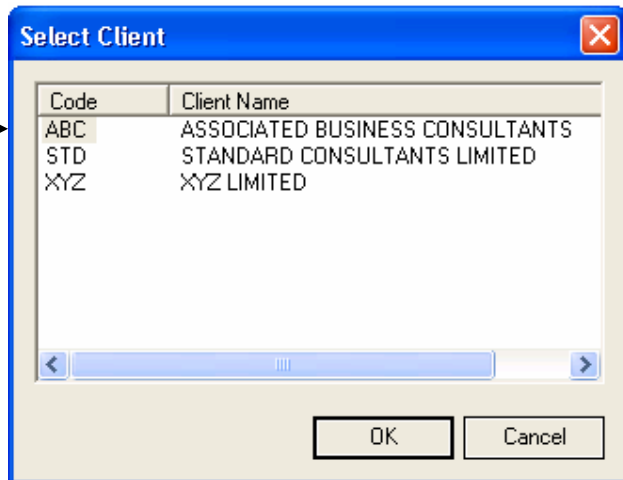 Select Client
Code Client Name
ABC ASSOCIATED BUSINESS CONSULTANTS
STD STANDARD CONSULTANTS LIMITED
XYZ XYZ LIMITED
OK Cancel